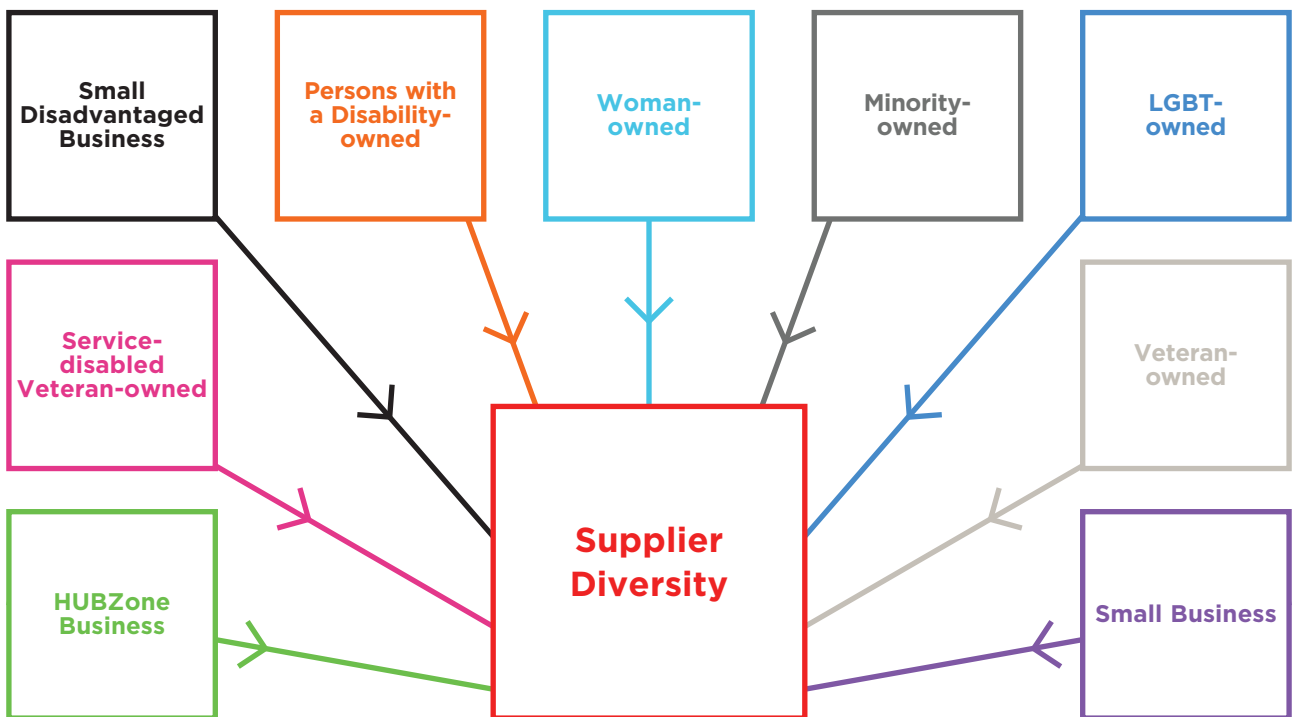 Small
Disadvantaged
Business
Persons with
a Disability-
owned
Woman-
owned
Minority-
owned
LGBT-
owned
Service-
disabled
Veteran-owned
Veteran-
owned
Supplier
Diversity
HUBZone
Business
Small Business